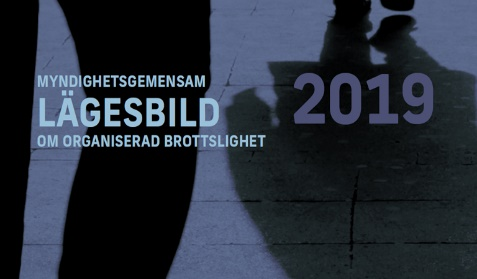 MYNDIGHETSGEMENSAM
LÄGESBILD
OM ORGANISERAD BROTTSLIGHET
2019